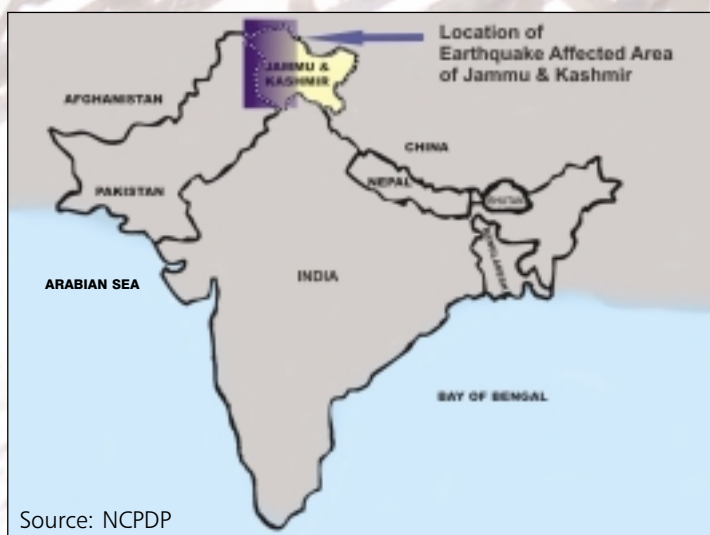 Location of
Earthquake Affected Area
of Jammu & Kashmir
JAMMU &
KASHMIR
AFGHANISTAN
CHINA
PAKISTAN
NEPAL
BHUTAN
BANGLADESH
ARABIAN SEA
INDIA
BAY OF BENGAL
Source: NCPDP